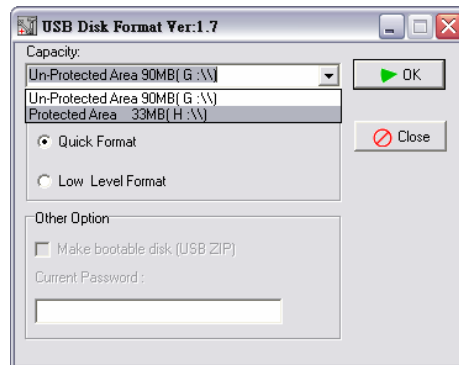 USB Disk Format Ver:1.7
Capacity:
Un-Protected Area 90MB( G :\\)
OK
Un-Protected Area 90MB( G :\\)
Protected Area 33MB( H :\\)
Quick Format
Close
Low Level Format
Other Option
Make bootable disk (USB ZIP)
Current Password :